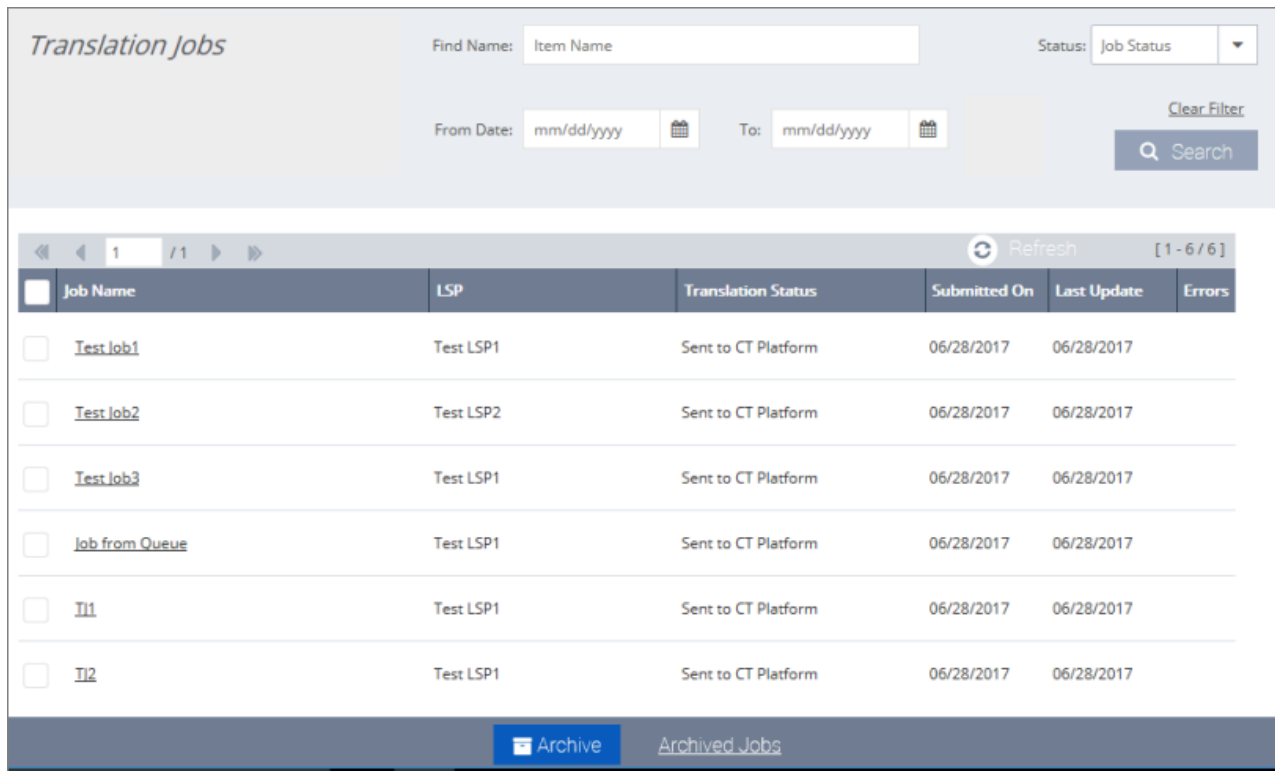 Translation Jobs
Find Name: Item Name Status: Job Status
Clear Filter
From Date: mm/dd/yyyy To: mm/dd/yyyy
Search
1 / 1 Refresh [ 1 - 6 / 6 ]
Job Name LSP Translation Status Submitted On Last Update Errors
Test Job1 Test LSP1 Sent to CT Platform 06/28/2017 06/28/2017
Test Job2 Test LSP2 Sent to CT Platform 06/28/2017 06/28/2017
Test Job3 Test LSP1 Sent to CT Platform 06/28/2017 06/28/2017
Job from Queue Test LSP1 Sent to CT Platform 06/28/2017 06/28/2017
TJ1 Test LSP1 Sent to CT Platform 06/28/2017 06/28/2017
TJ2 Test LSP1 Sent to CT Platform 06/28/2017 06/28/2017
Archive Archived Jobs